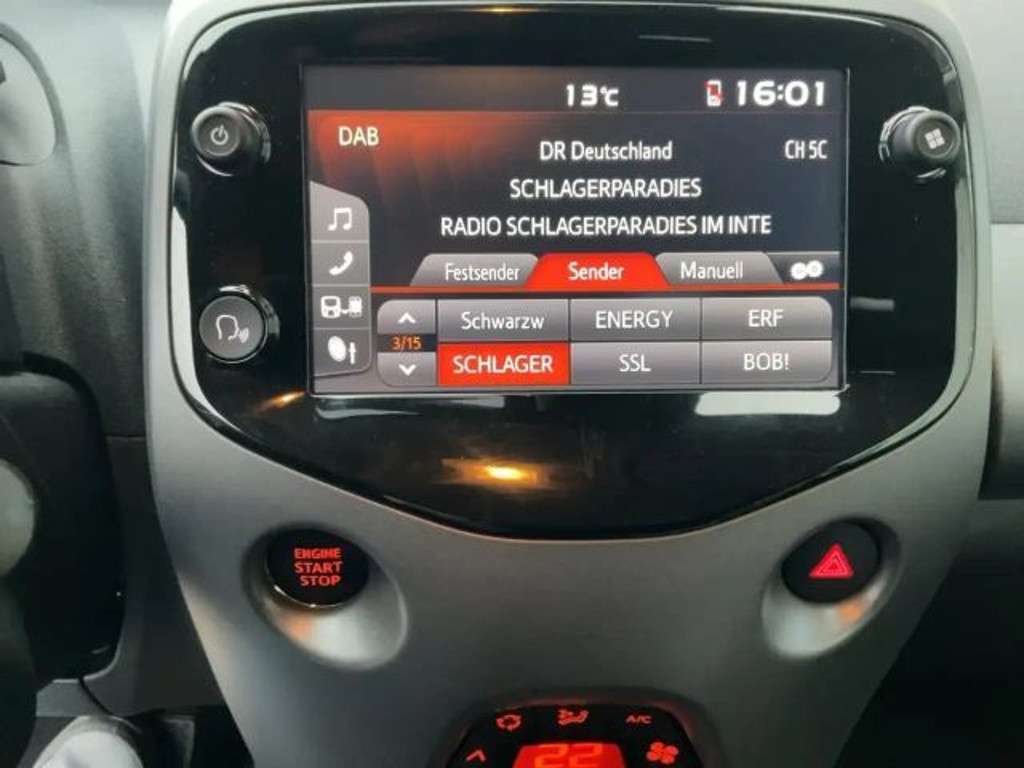 13°C 16:01
DAB
DR Deutschland CH 5C
SCHLAGERPARADIES
RADIO SCHLAGERPARADIES IM INTE
Festsender Sender Manuell
Schwarzw ENERGY ERF
3/15
SCHLAGER SSL BOB!
ENGINE
START
STOP
A/C
22